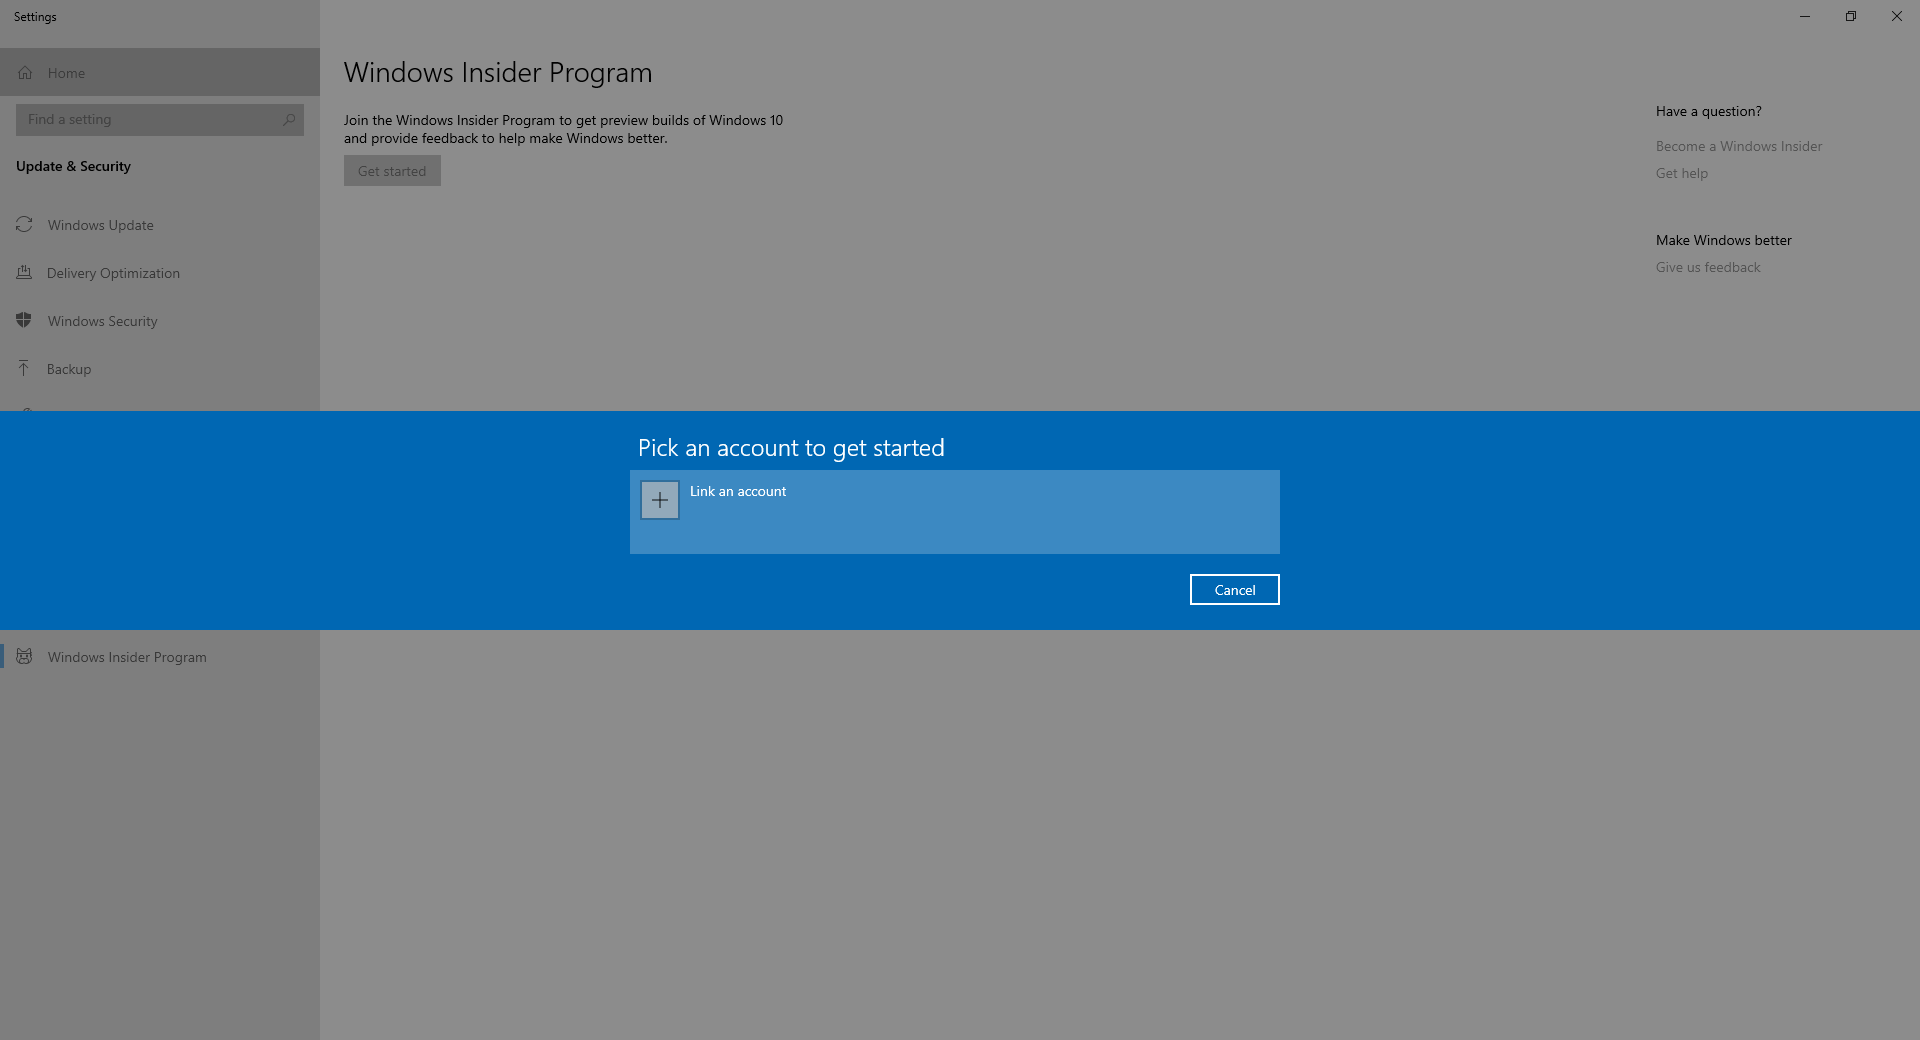 Settings
Home
Find a setting
Update & Security
Windows Update
Delivery Optimization
Windows Security
Backup
Windows Insider Program
Windows Insider Program
Join the Windows Insider Program to get preview builds of Windows 10
and provide feedback to help make Windows better.
Get started
Have a question?
Become a Windows Insider
Get help
Make Windows better
Give us feedback
Pick an account to get started
Link an account
Cancel